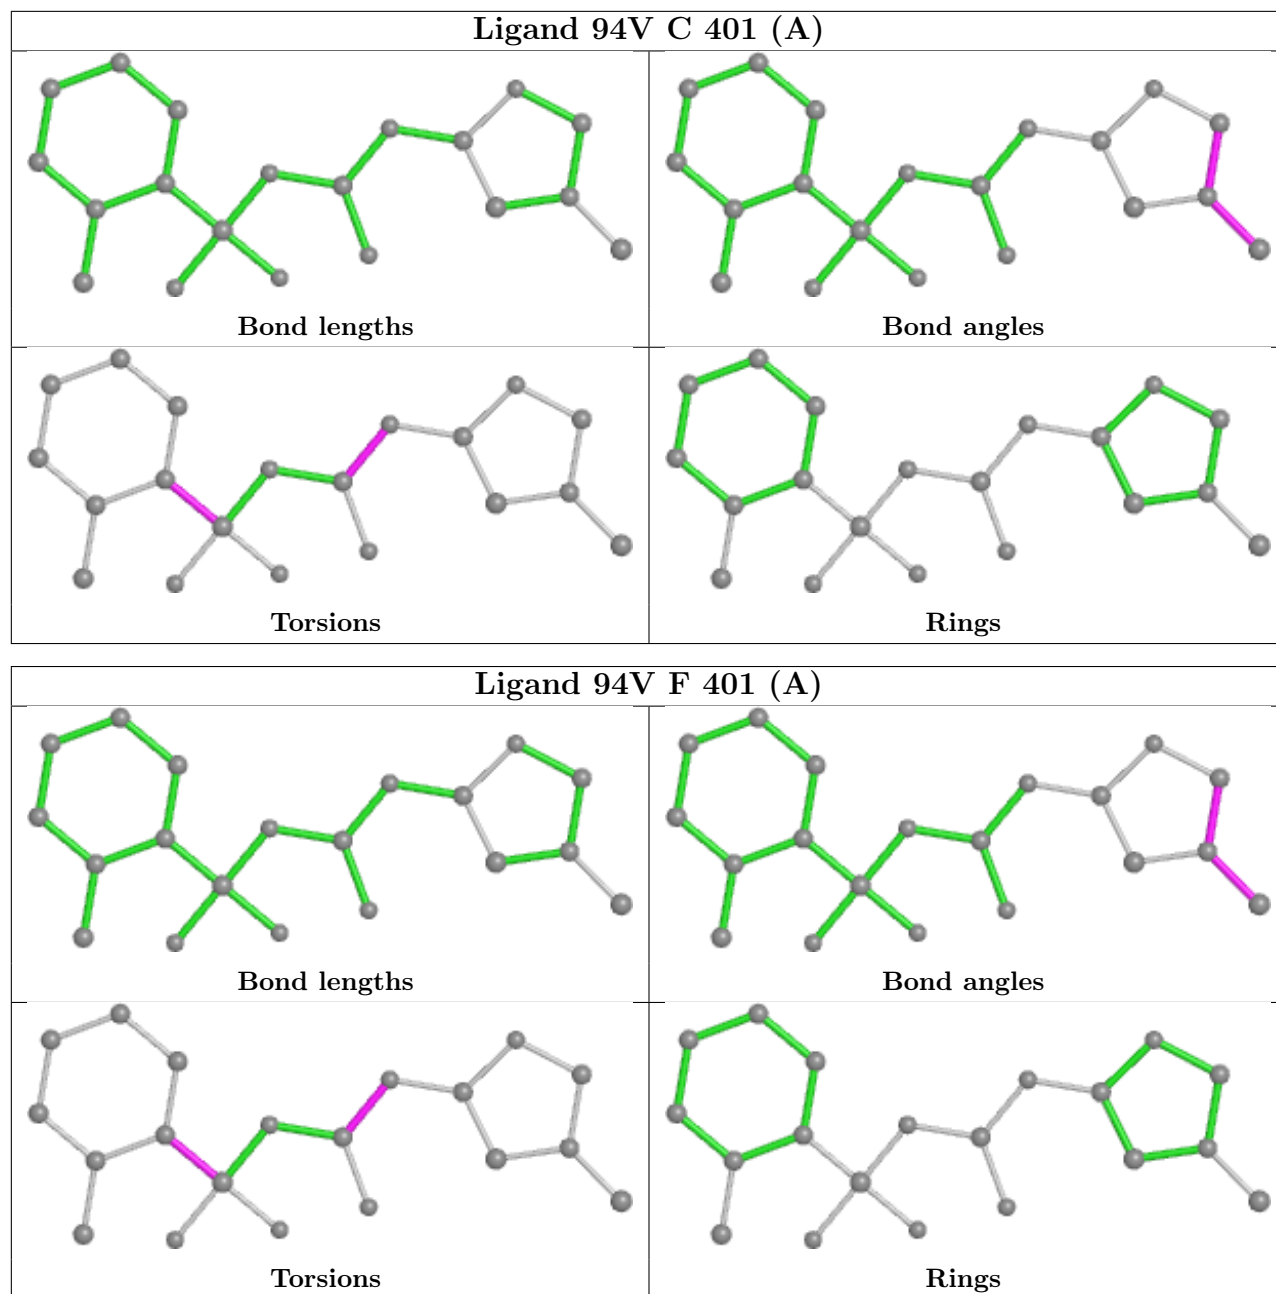 Ligand 94V C 401 (A)
Bond lengths
Bond angles
Torsions
Rings
Ligand 94V F 401 (A)
Bond lengths
Bond angles
Torsions
Rings